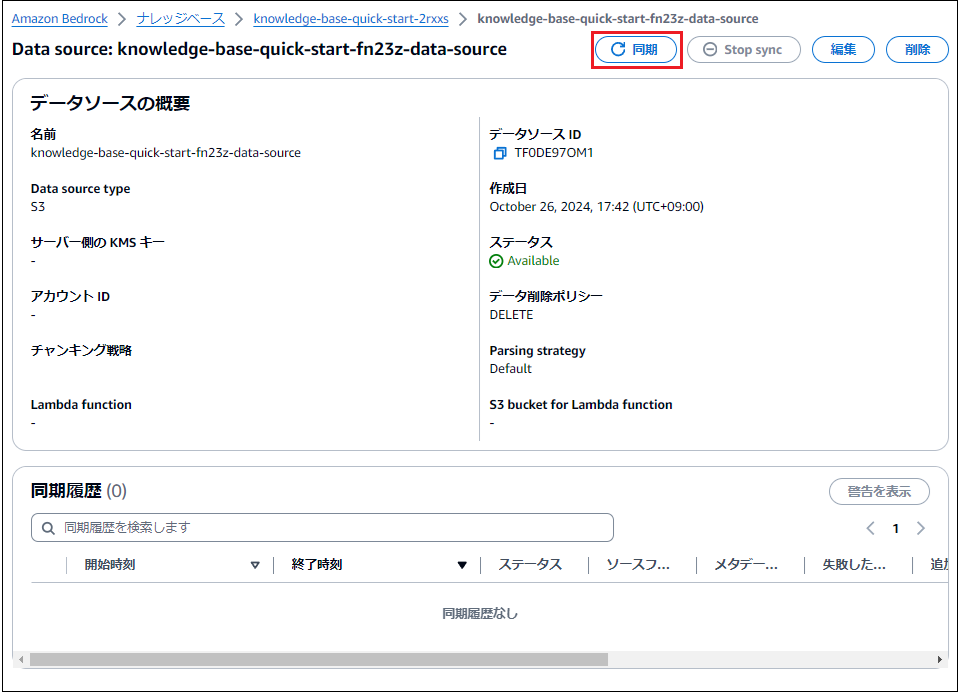 Amazon Bedrock > ナレッジベース > knowledge-base-quick-start-2rxxs > knowledge-base-quick-start-fn23z-data-source
Data source: knowledge-base-quick-start-fn23z-data-source
同期
Stop sync
編集
削除
データソースの概要
名前
knowledge-base-quick-start-fn23z-data-source
Data source type
S3
サーバー側の KMS キー
-
アカウント ID
-
チャンキング戦略
Lambda function
-
データソース ID
TF0DE97OM1
作成日
October 26, 2024, 17:42 (UTC+09:00)
ステータス
Available
データ削除ポリシー
DELETE
Parsing strategy
Default
S3 bucket for Lambda function
-
同期履歴 (0)
警告を表示
同期履歴を検索します
1
開始時刻
終了時刻
ステータス
ソースフ...
メタデー...
失敗した...
追加
同期履歴なし